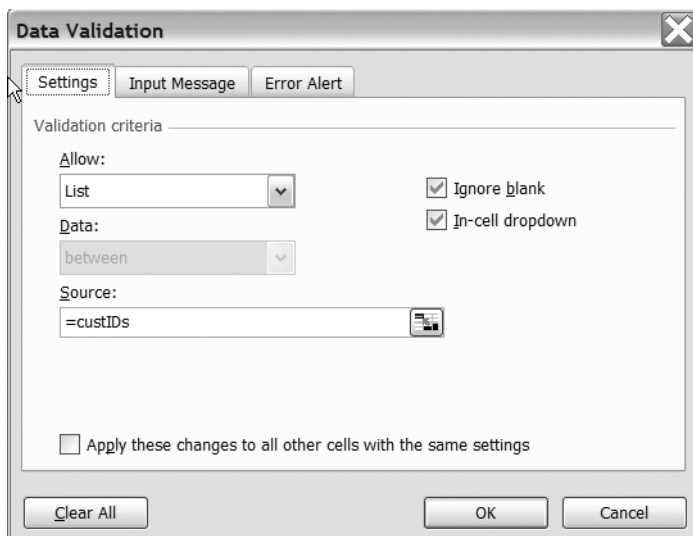 Data Validation
Settings Input Message Error Alert
Validation criteria
Allow:
List
Ignore blank
Data:
In-cell dropdown
between
Source:
=custIDs
Apply these changes to all other cells with the same settings
Clear All OK Cancel